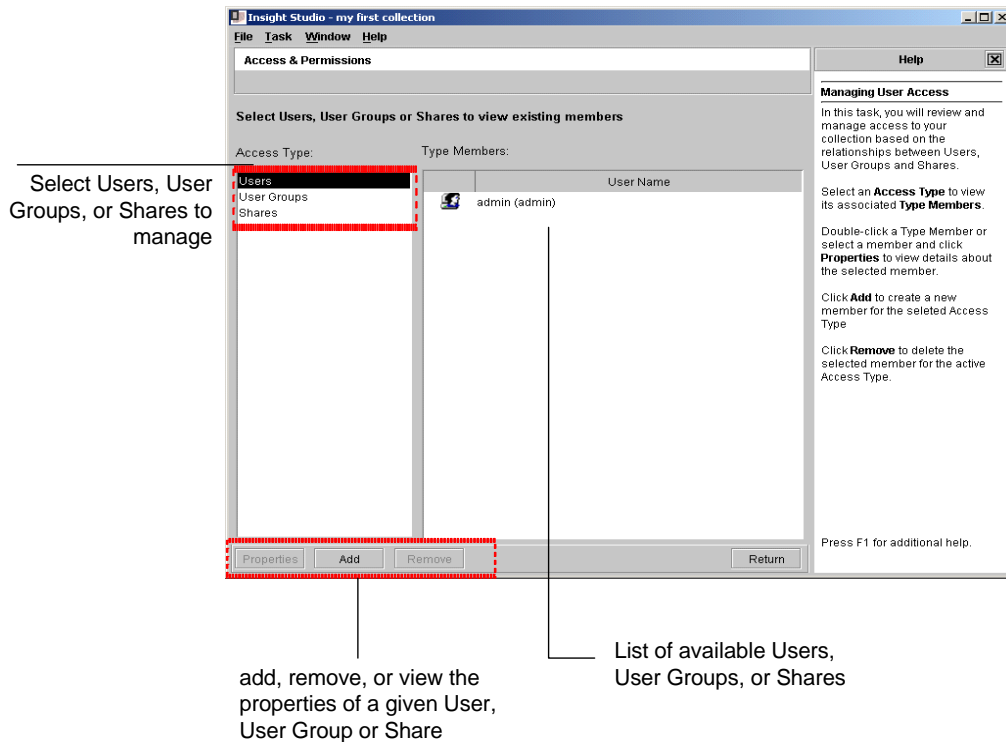 Insight Studio - my first collection
File Task Window Help
Access & Permissions
Select Users, User Groups or Shares to view existing members
Access Type:
Users
User Groups
Shares
Type Members:
User Name
admin (admin)
Properties Add Remove Return
Help
Managing User Access
In this task, you will review and
manage access to your
collection based on the
relationships between Users,
User Groups and Shares.
Select an Access Type to view
its associated Type Members.
Double-click a Type Member or
select a member and click
Properties to view details about
the selected member.
Click Add to create a new
member for the seleted Access
Type
Click Remove to delete the
selected member for the active
Access Type.
Press F1 for additional help.
Select Users, User
Groups, or Shares to
manage
add, remove, or view the
properties of a given User,
User Group or Share
List of available Users,
User Groups, or Shares